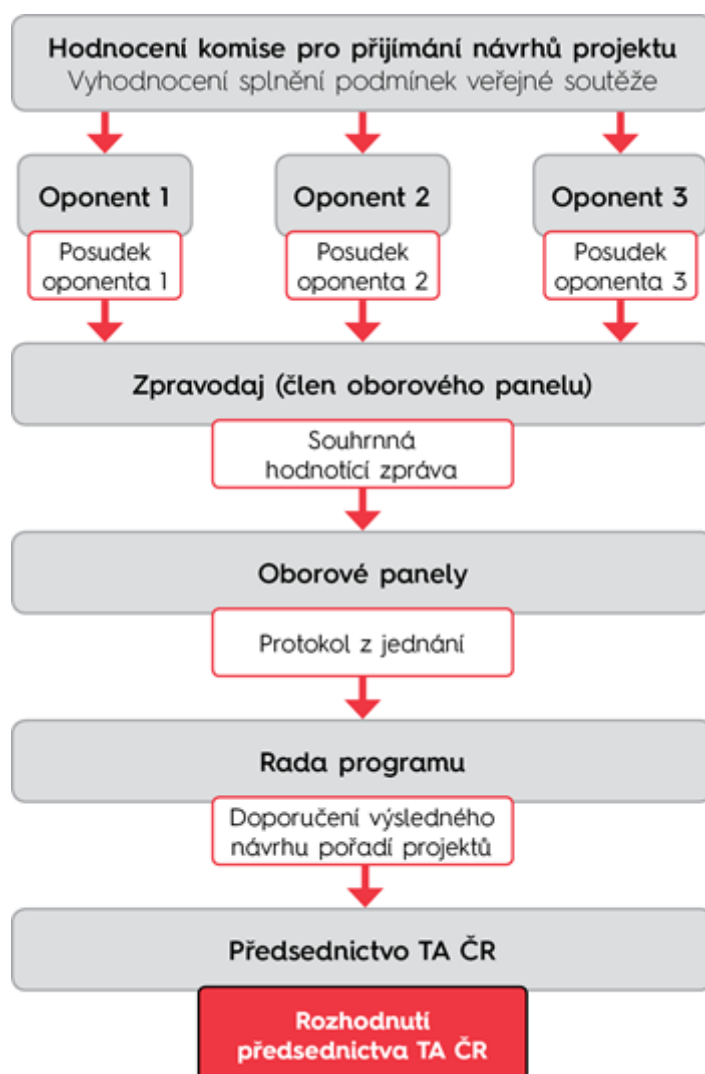 Hodnocení komise pro přijímání návrhů projektu
Vyhodnocení splnění podmínek veřejné soutěže
Oponent 1
Oponent 2
Oponent 3
Posudek
oponenta 1
Posudek
oponenta 2
Posudek
oponenta 3
Zpravodaj (člen oborového panelu)
Souhrnná
hodnotící zpráva
Oborové panely
Protokol z jednání
Rada programu
Doporučení výsledného
návrhu pořadí projektů
Předsednictvo TA ČR
Rozhodnutí
předsednictva TA ČR